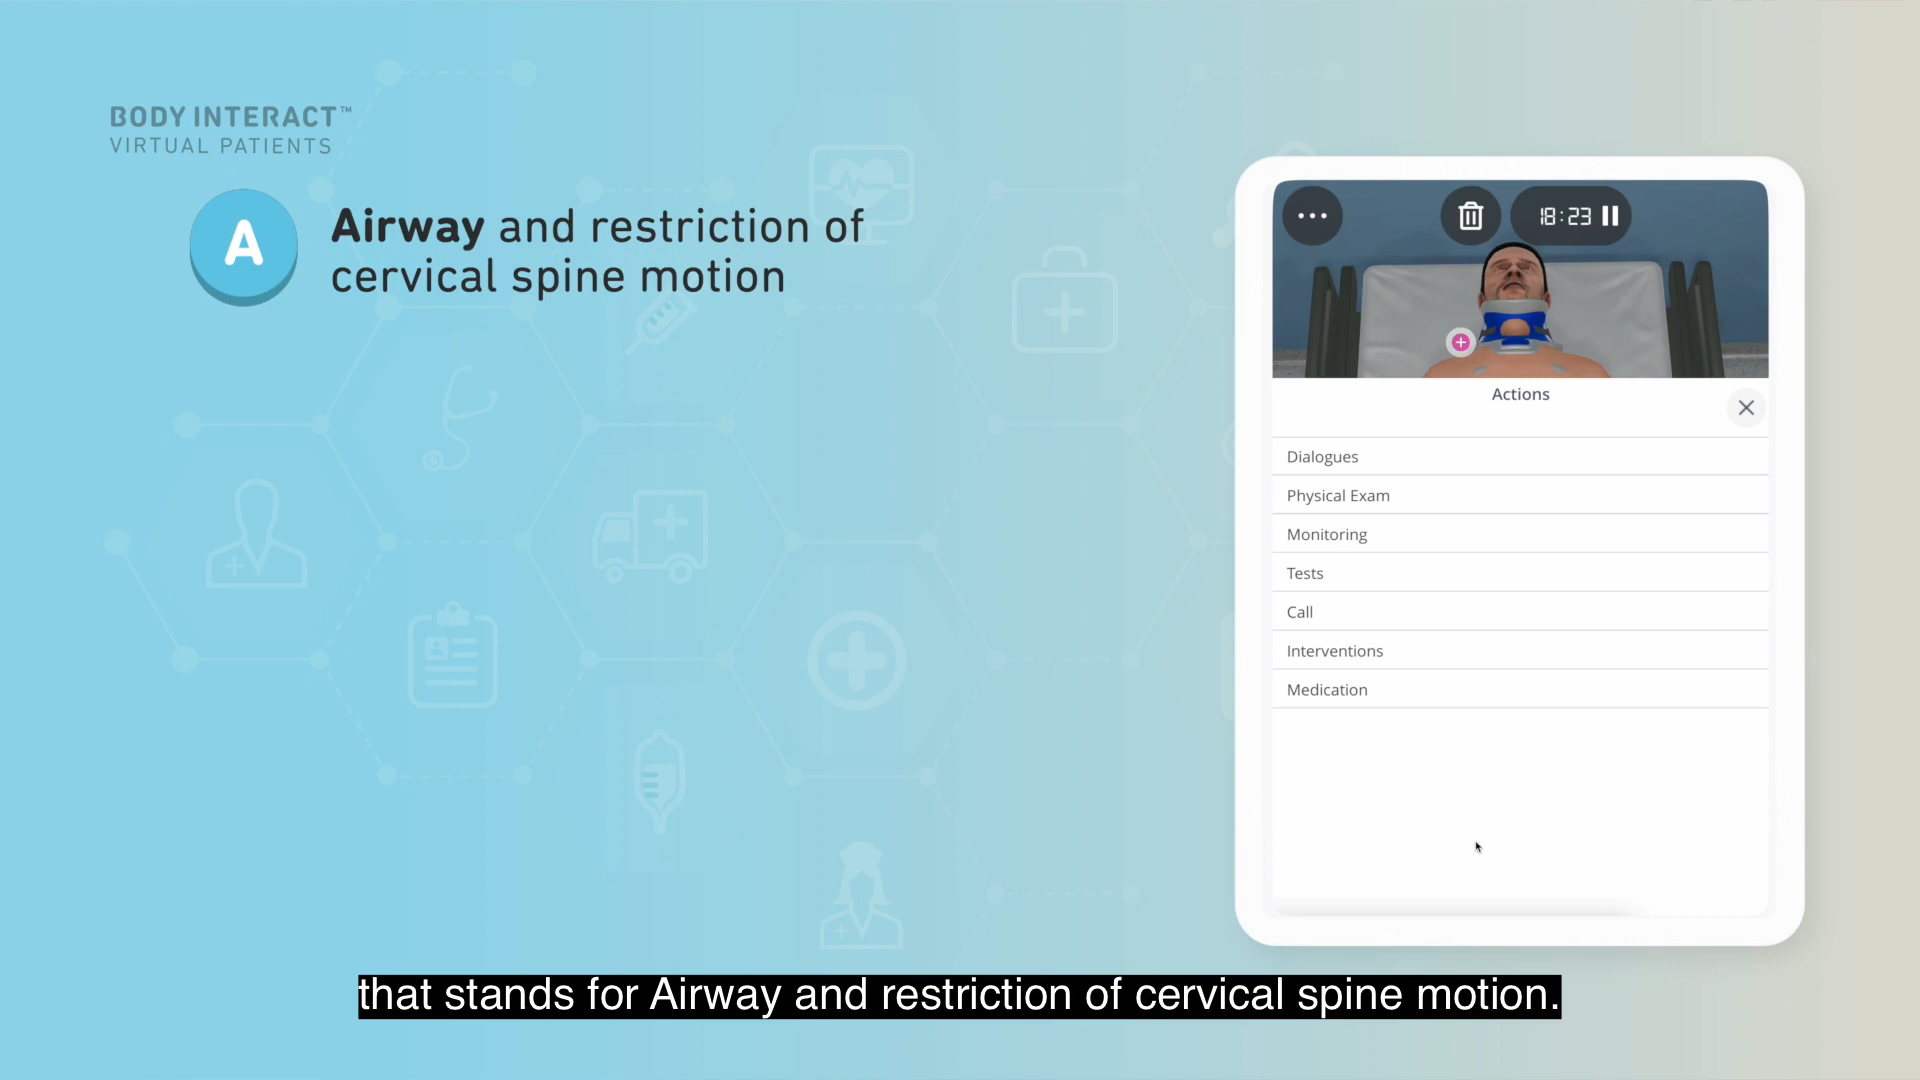 BODY INTERACT™
VIRTUAL PATIENTS
A
Airway and restriction of
cervical spine motion
18:23
Actions
Dialogues
Physical Exam
Monitoring
Tests
Call
Interventions
Medication
that stands for Airway and restriction of cervical spine motion.